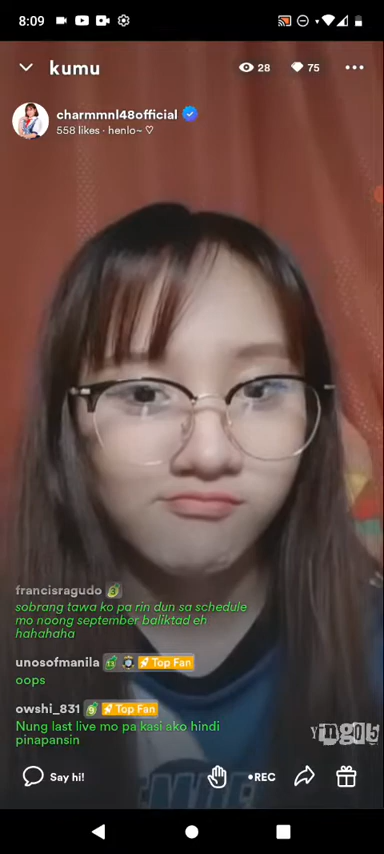 8:09
kumu
28
75
charmmnl48official
558 likes · henlo~ ♡
francisragudo
sobrang tawa ko pa rin dun sa schedule
mo noong september baliktad eh
hahahaha
unosofmanila Top Fan
oops
owshi_831 Top Fan
Nung last live mo pa kasi ako hindi
pinapansin
Say hi!
•REC